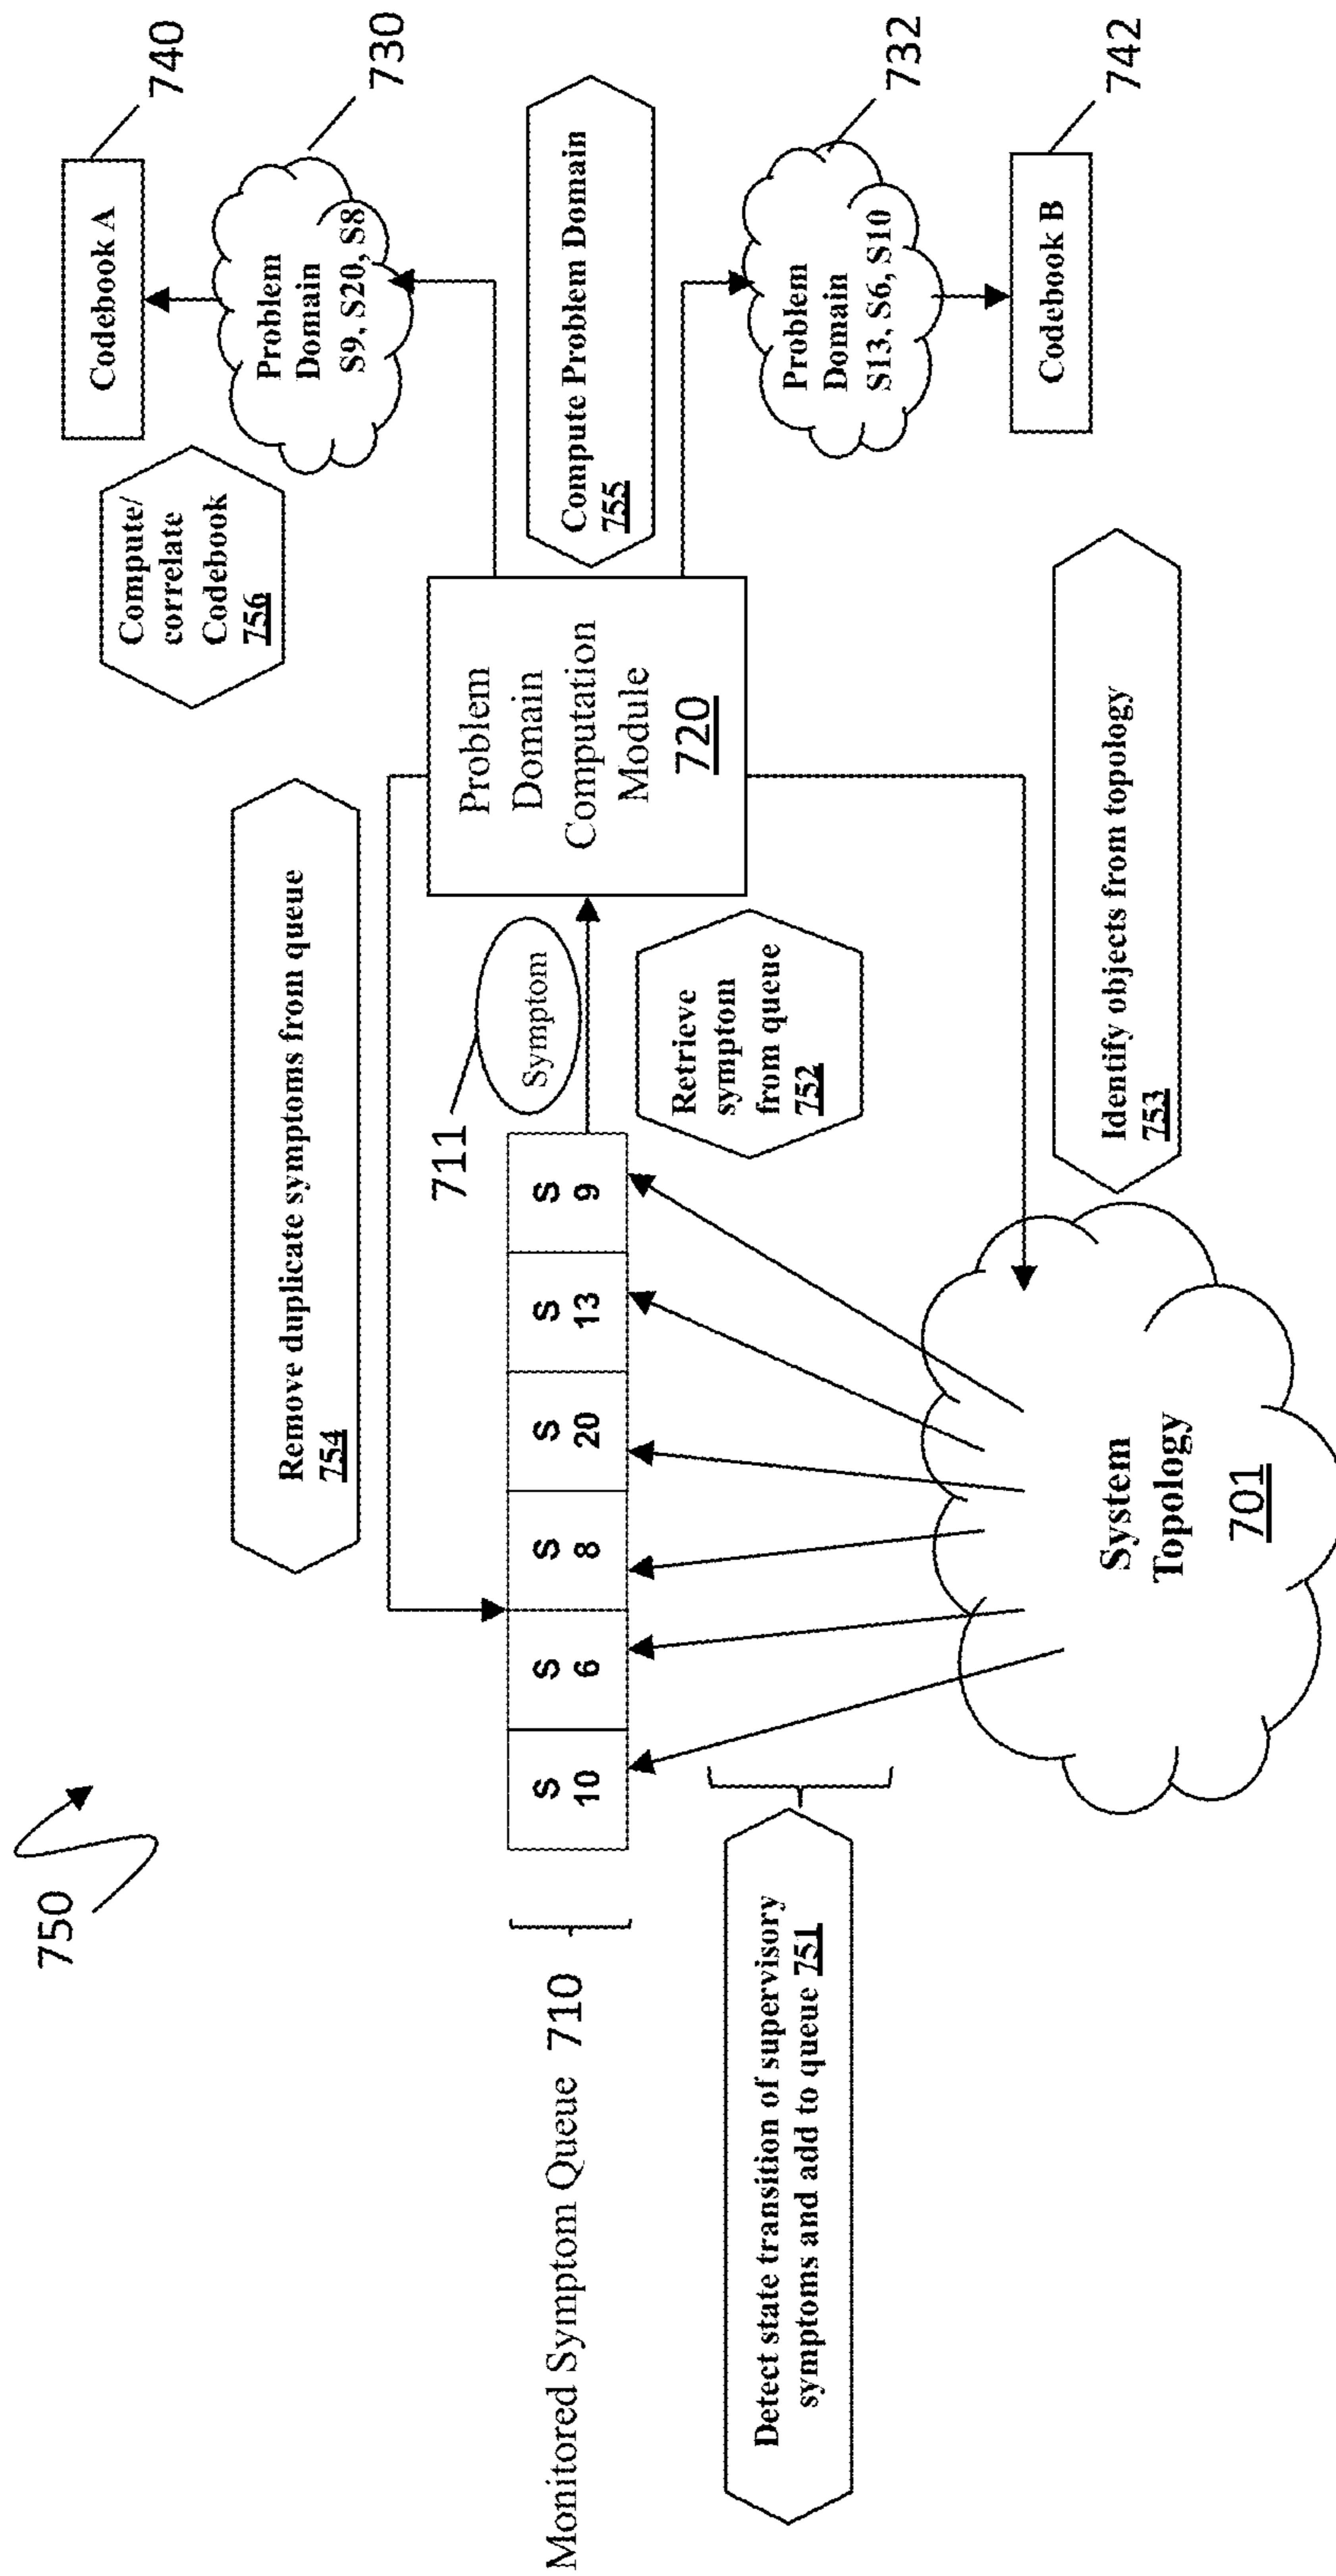 750
Monitored Symptom Queue 710
S
10
S
6
S
8
S
20
S
13
S
9
Remove duplicate symptoms from queue
754
711
Symptom
Retrieve
symptom
from queue
752
Problem
Domain
Computation
Module
720
Compute/
correlate
Codebook
756
Codebook A
740
Problem
Domain
S9, S20, S8
730
Compute Problem Domain
755
Problem
Domain
S13, S6, S10
732
Codebook B
742
Detect state transition of supervisory
symptoms and add to queue 751
System
Topology
701
Identify objects from topology
753